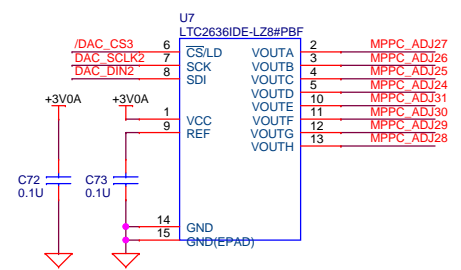 U7
LTC2636IDE-LZ8#PBF
/DAC_CS3 6 CS/LD VOUTA 2 MPPC_ADJ27
DAC_SCLK2 7 SCK VOUTB 3 MPPC_ADJ26
DAC_DIN2 8 SDI VOUTC 4 MPPC_ADJ25
VOUTD 5 MPPC_ADJ24
+3V0A +3V0A VOUTE 10 MPPC_ADJ31
1 VCC VOUTF 11 MPPC_ADJ30
9 REF VOUTG 12 MPPC_ADJ29
VOUTH 13 MPPC_ADJ28
C72 C73
0.1U 0.1U
14 GND
15 GND(EPAD)